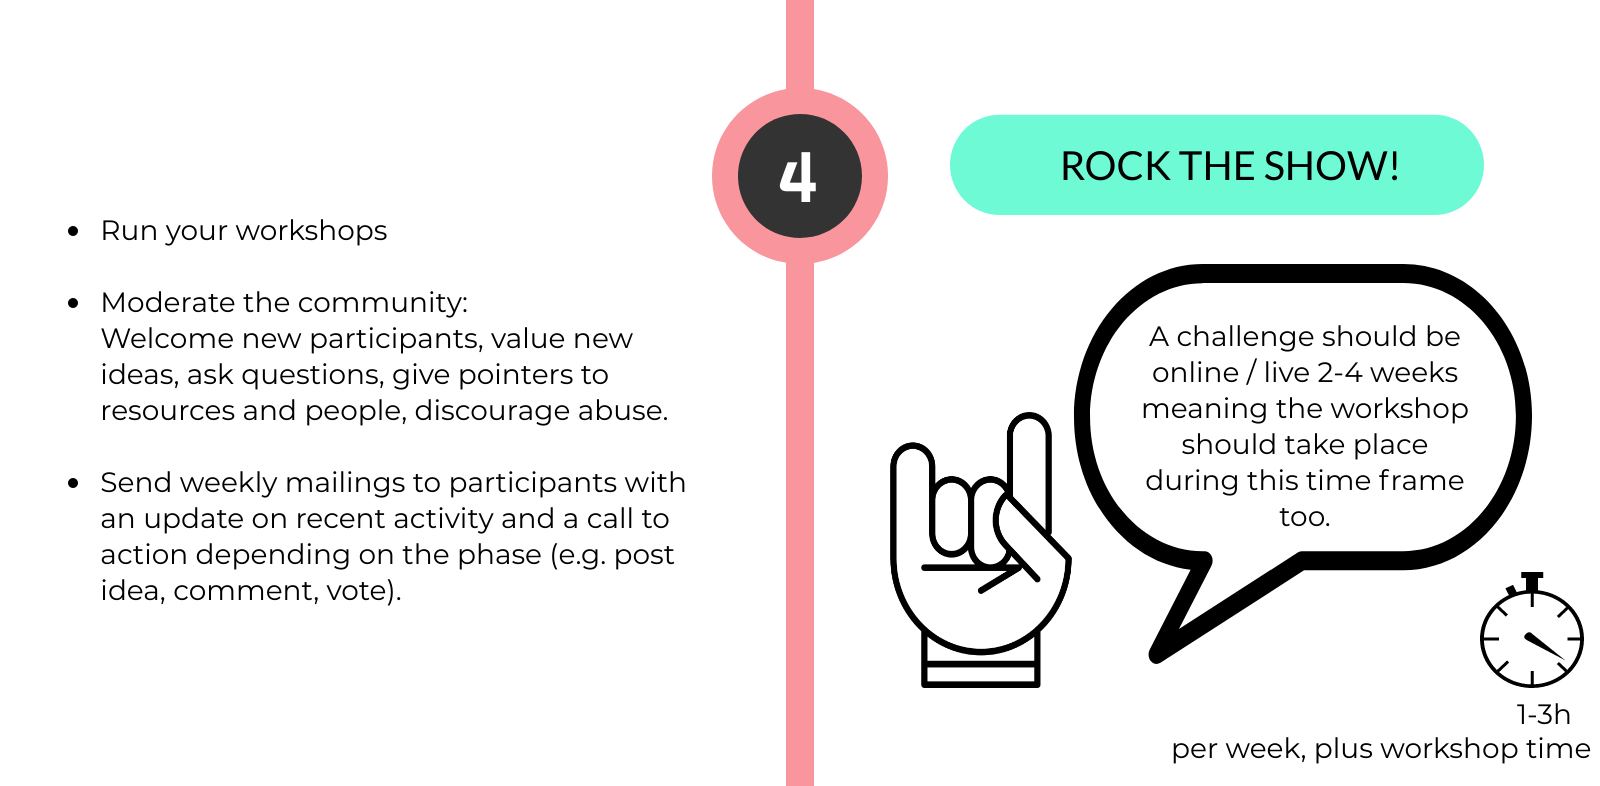 4
ROCK THE SHOW!
• Run your workshops
• Moderate the community:
Welcome new participants, value new
ideas, ask questions, give pointers to
resources and people, discourage abuse.
• Send weekly mailings to participants with
an update on recent activity and a call to
action depending on the phase (e.g. post
idea, comment, vote).
A challenge should be
online / live 2-4 weeks
meaning the workshop
should take place
during this time frame
too.
1-3h
per week, plus workshop time